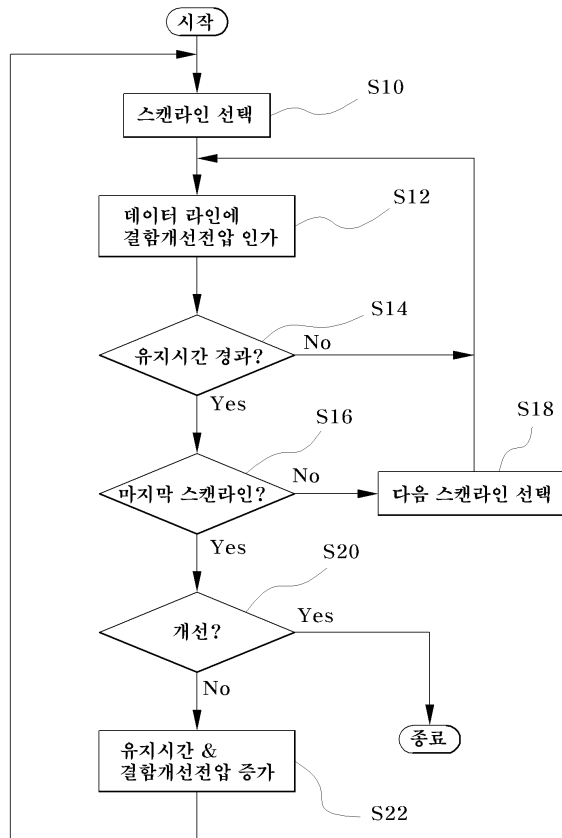 시작
S10
스캔라인 선택
S12
데이터 라인에
결함개선전압 인가
S14
유지시간 경과?
No
Yes
S16
S18
마지막 스캔라인?
No
다음 스캔라인 선택
Yes
S20
개선?
Yes
No
종료
유지시간 &
결함개선전압 증가
S22